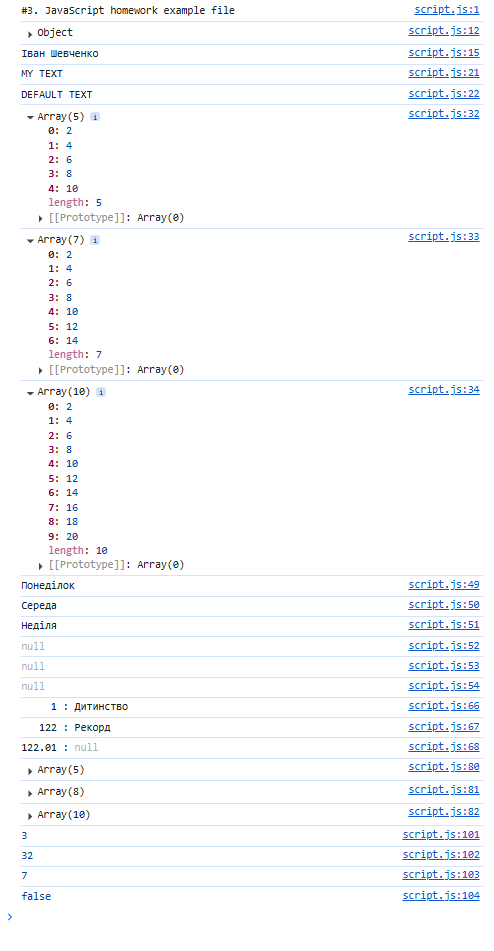 #3. JavaScript homework example file script.js:1
Object script.js:12
Іван Шевченко script.js:15
MY TEXT script.js:21
DEFAULT TEXT script.js:22
Array(5) i script.js:32
0: 2
1: 4
2: 6
3: 8
4: 10
length: 5
[[Prototype]]: Array(0)
Array(7) i script.js:33
0: 2
1: 4
2: 6
3: 8
4: 10
5: 12
6: 14
length: 7
[[Prototype]]: Array(0)
Array(10) i script.js:34
0: 2
1: 4
2: 6
3: 8
4: 10
5: 12
6: 14
7: 16
8: 18
9: 20
length: 10
[[Prototype]]: Array(0)
Понеділок script.js:49
Середа script.js:50
Неділя script.js:51
null script.js:52
null script.js:53
null script.js:54
1 : Дитинство script.js:66
122 : Рекорд script.js:67
122.01 : null script.js:68
Array(5) script.js:80
Array(8) script.js:81
Array(10) script.js:82
3 script.js:101
32 script.js:102
7 script.js:103
false script.js:104